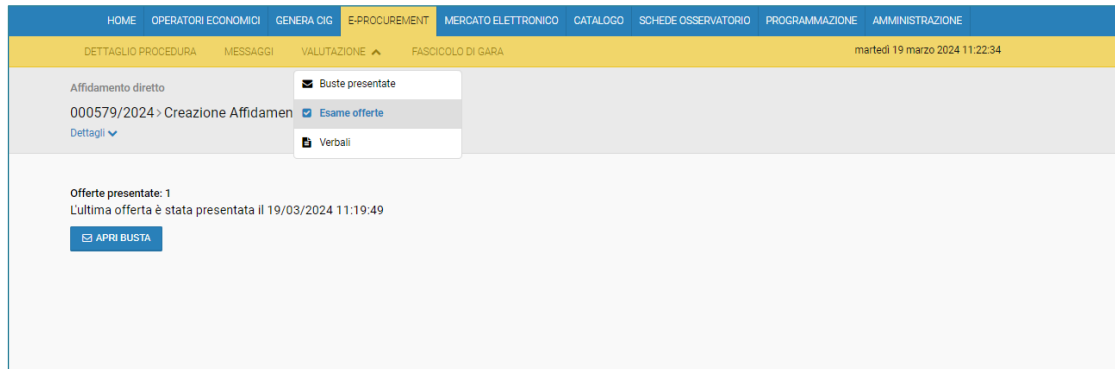 HOME OPERATORI ECONOMICI GENERA CIG E-PROCUREMENT MERCATO ELETTRONICO CATALOGO SCHEDE OSSERVATORIO PROGRAMMAZIONE AMMINISTRAZIONE
DETTAGLIO PROCEDURA MESSAGGI VALUTAZIONE FASCICOLO DI GARA martedì 19 marzo 2024 11:22:34
Buste presentate
Affidamento diretto
000579/2024 > Creazione Affidamen
Esame offerte
Dettagli
Verbali
Offerte presentate: 1
L'ultima offerta è stata presentata il 19/03/2024 11:19:49
APRI BUSTA